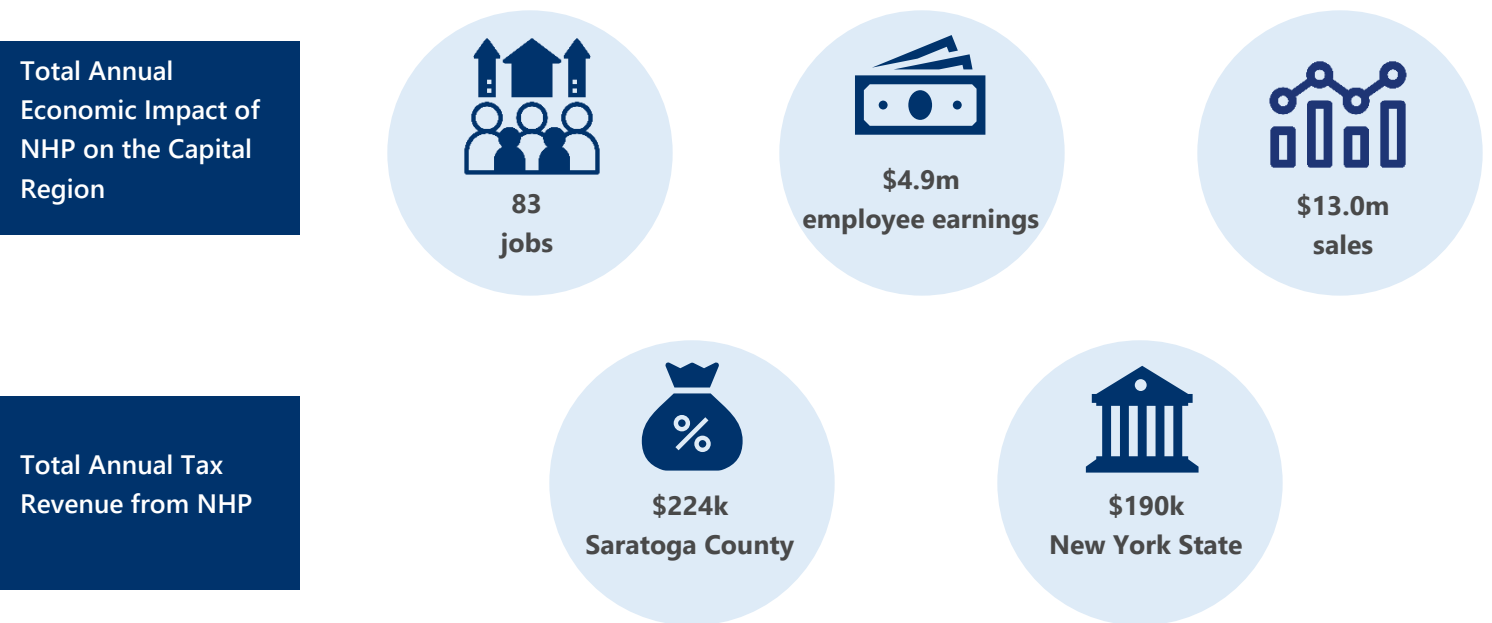 Total Annual
Economic Impact of
NHP on the Capital
Region
83
jobs
$4.9m
employee earnings
$13.0m
sales
Total Annual Tax
Revenue from NHP
%
$224k
Saratoga County
$190k
New York State